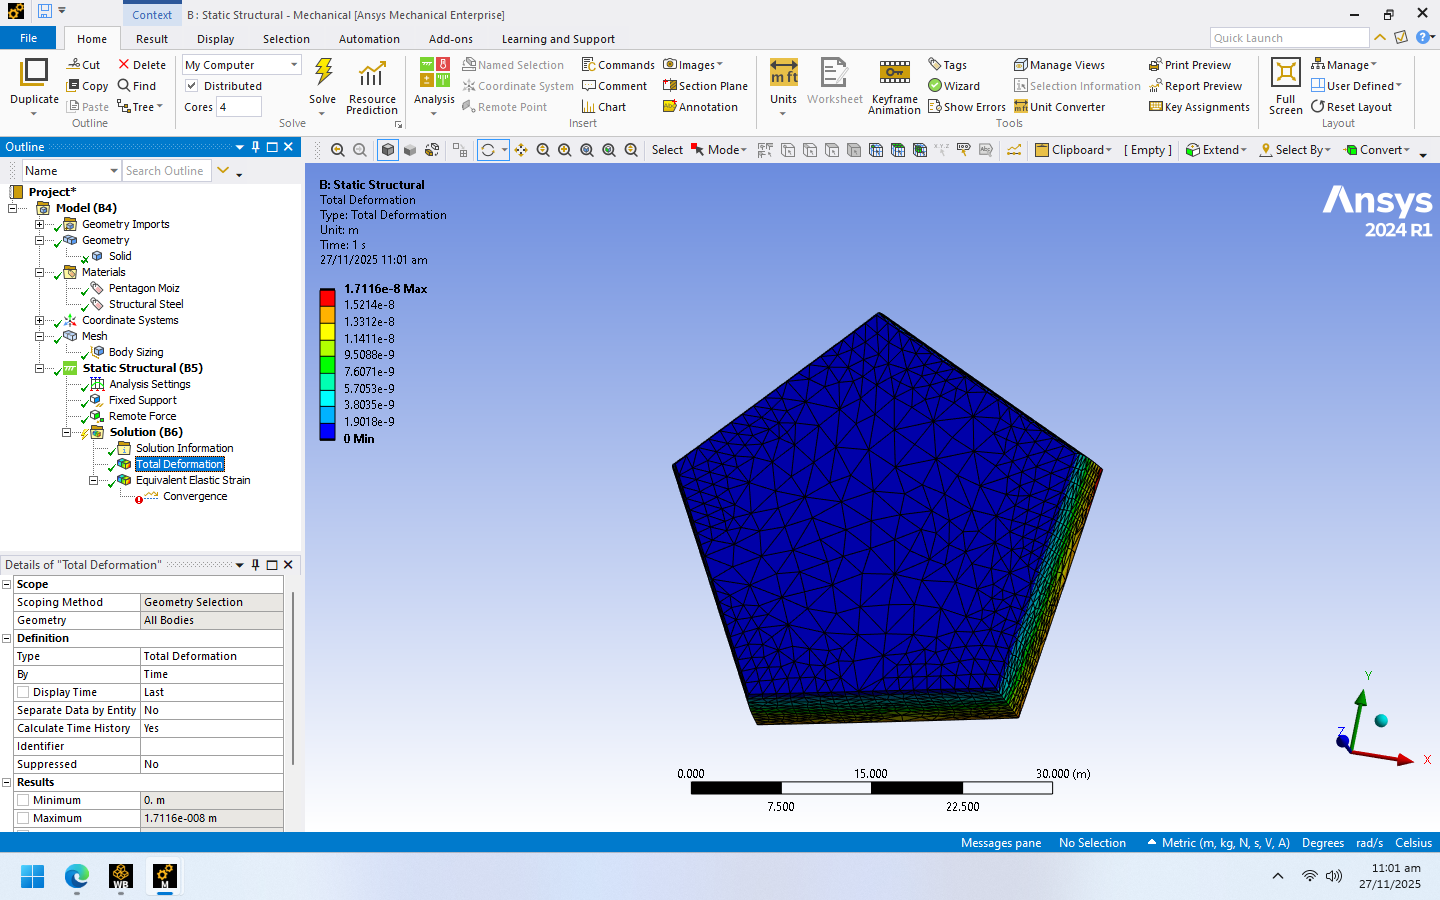 Context
B : Static Structural - Mechanical [Ansys Mechanical Enterprise]
File
Home
Result
Display
Selection
Automation
Add-ons
Learning and Support
Quick Launch
Duplicate
Cut
Copy
Paste
Delete
Find
Tree
Outline
My Computer
Distributed
Cores 4
Solve
Resource Prediction
Solve
Analysis
Named Selection
Coordinate System
Remote Point
Commands
Comment
Chart
Images
Section Plane
Annotation
Insert
Units
Worksheet
Keyframe Animation
Tags
Wizard
Show Errors
Manage Views
Selection Information
Unit Converter
Print Preview
Report Preview
Key Assignments
Tools
Full Screen
Manage
User Defined
Reset Layout
Layout
Outline
Select
Mode
Clipboard
[ Empty ]
Extend
Select By
Convert
Name
Search Outline
Project*
Model (B4)
Geometry Imports
Geometry
Solid
Materials
Pentagon Moiz
Structural Steel
Coordinate Systems
Mesh
Body Sizing
Static Structural (B5)
Analysis Settings
Fixed Support
Remote Force
Solution (B6)
Solution Information
Total Deformation
Equivalent Elastic Strain
Convergence
Details of "Total Deformation"
Scope
Scoping Method Geometry Selection
Geometry All Bodies
Definition
Type Total Deformation
By Time
Display Time Last
Separate Data by Entity No
Calculate Time History Yes
Identifier
Suppressed No
Results
Minimum 0. m
Maximum 1.7116e-008 m
B: Static Structural
Total Deformation
Type: Total Deformation
Unit: m
Time: 1 s
27/11/2025 11:01 am
1.7116e-8 Max
1.5214e-8
1.3312e-8
1.1411e-8
9.5088e-9
7.6071e-9
5.7053e-9
3.8035e-9
1.9018e-9
0 Min
Ansys
2024 R1
0.000 15.000 30.000 (m)
7.500 22.500
Y
Z
X
Messages pane
No Selection
Metric (m, kg, N, s, V, A)
Degrees
rad/s
Celsius
WB
M
11:01 am
27/11/2025